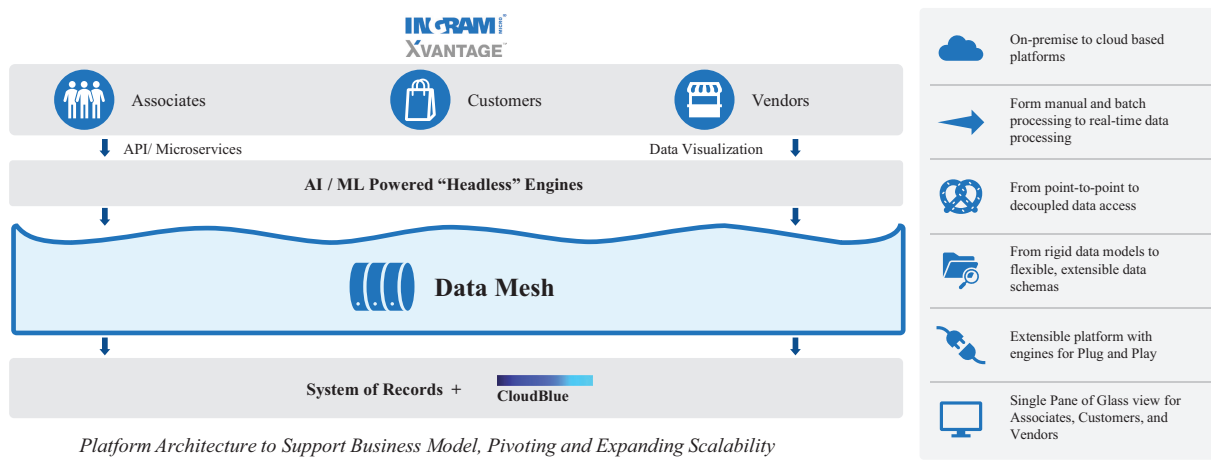 INGRAM MICRO®
XVANTAGE™
Associates
Customers
Vendors
API/ Microservices
Data Visualization
AI / ML Powered “Headless” Engines
Data Mesh
System of Records +
CloudBlue
Platform Architecture to Support Business Model, Pivoting and Expanding Scalability
On-premise to cloud based
platforms
Form manual and batch
processing to real-time data
processing
From point-to-point to
decoupled data access
From rigid data models to
flexible, extensible data
schemas
Extensible platform with
engines for Plug and Play
Single Pane of Glass view for
Associates, Customers, and
Vendors